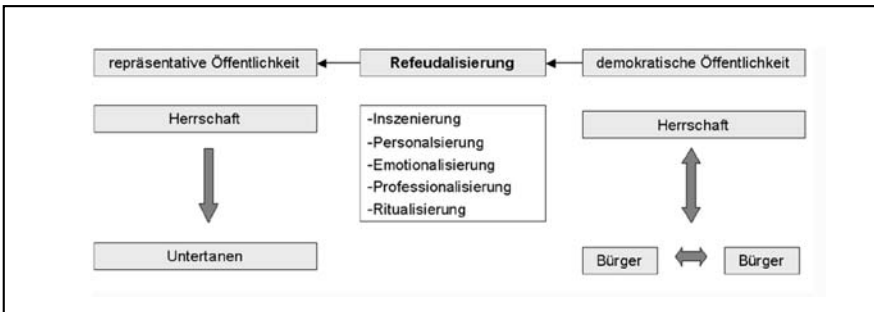 repräsentative Öffentlichkeit
Refeudalisierung
demokratische Öffentlichkeit
Herrschaft
-Inszenierung
-Personalsierung
-Emotionalisierung
-Professionalisierung
-Ritualisierung
Herrschaft
Untertanen
Bürger
Bürger